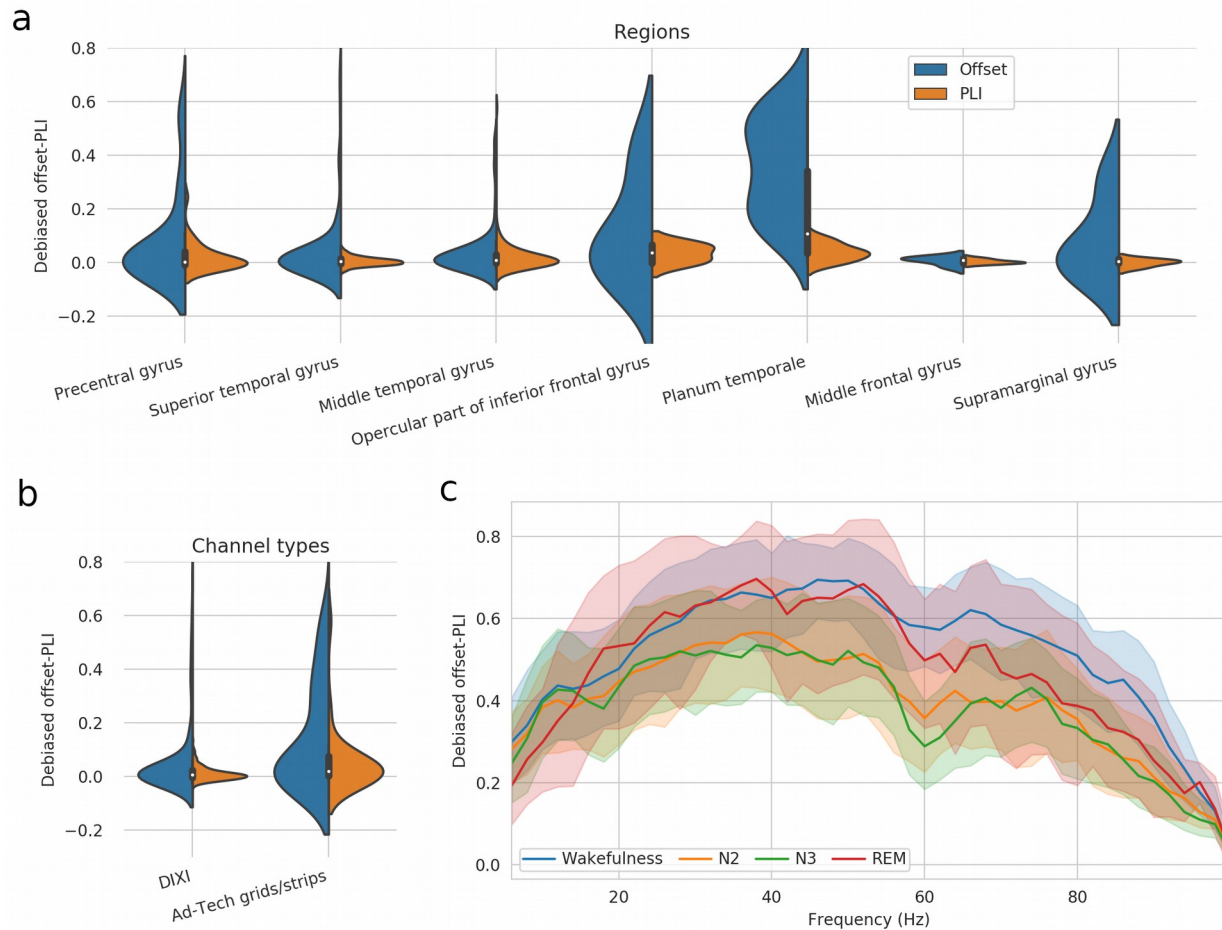 a
Regions
Debiased offset-PLI
0.8
0.6
0.4
0.2
0.0
−0.2
Offset
PLI
Precentral gyrus
Superior temporal gyrus
Middle temporal gyrus
Opercular part of inferior frontal gyrus
Planum temporale
Middle frontal gyrus
Supramarginal gyrus
b
Channel types
Debiased offset-PLI
0.8
0.6
0.4
0.2
0.0
−0.2
DIXI
Ad-Tech grids/strips
c
Debiased offset-PLI
0.8
0.6
0.4
0.2
0.0
Wakefulness N2 N3 REM
20 40 60 80
Frequency (Hz)